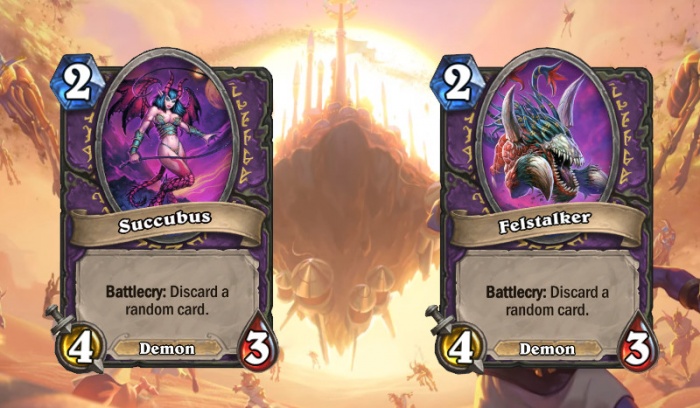 2
Succubus
Battlecry: Discard a
random card.
4
Demon
3
2
Felstalker
Battlecry: Discard a
random card.
4
Demon
3